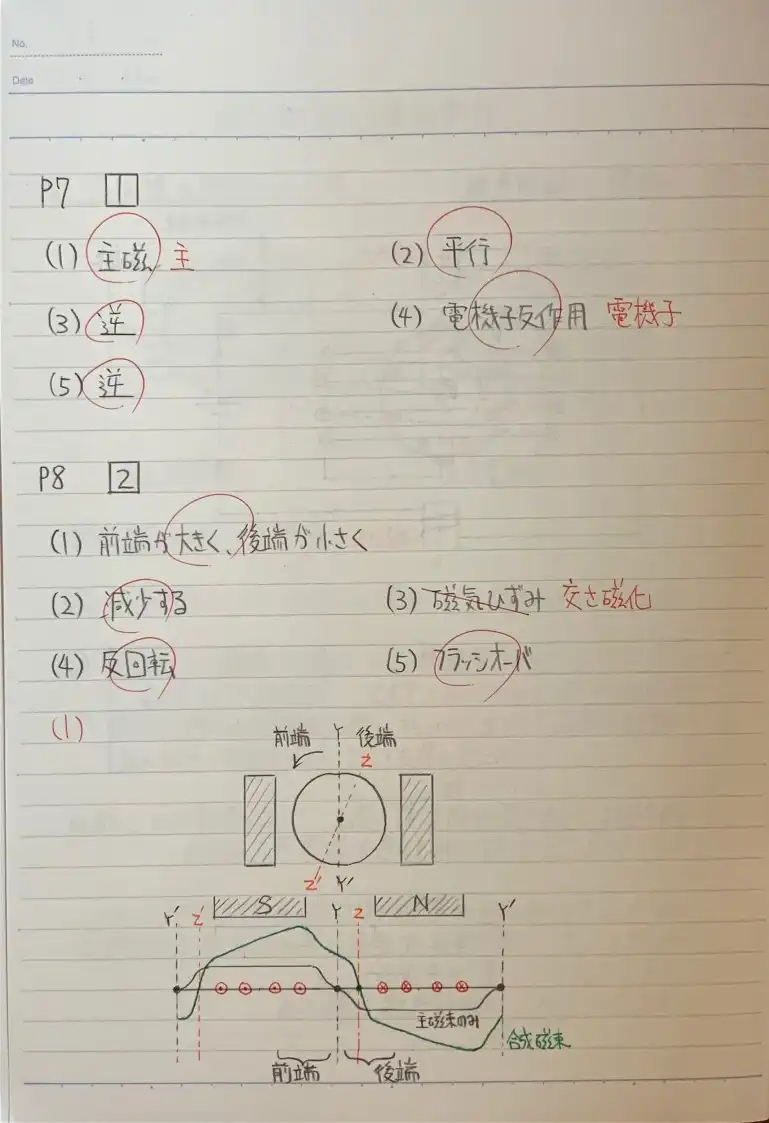 No.
Date
P7 1
(1) 主磁 主 (2) 平行
(3) 逆 (4) 電機子反作用 電機子
(5) 逆
P8 2
(1) 前端が大きく、後端が小さく
(2) 減少する (3) 磁気ひずみ 交さ磁化
(4) 反回転 (5) フラッシオーバ
(1)
前端 Y 後端
Z
Z' Y'
S N
Y' Z' Y Z Y'
主磁束のみ
合成磁束
前端 後端